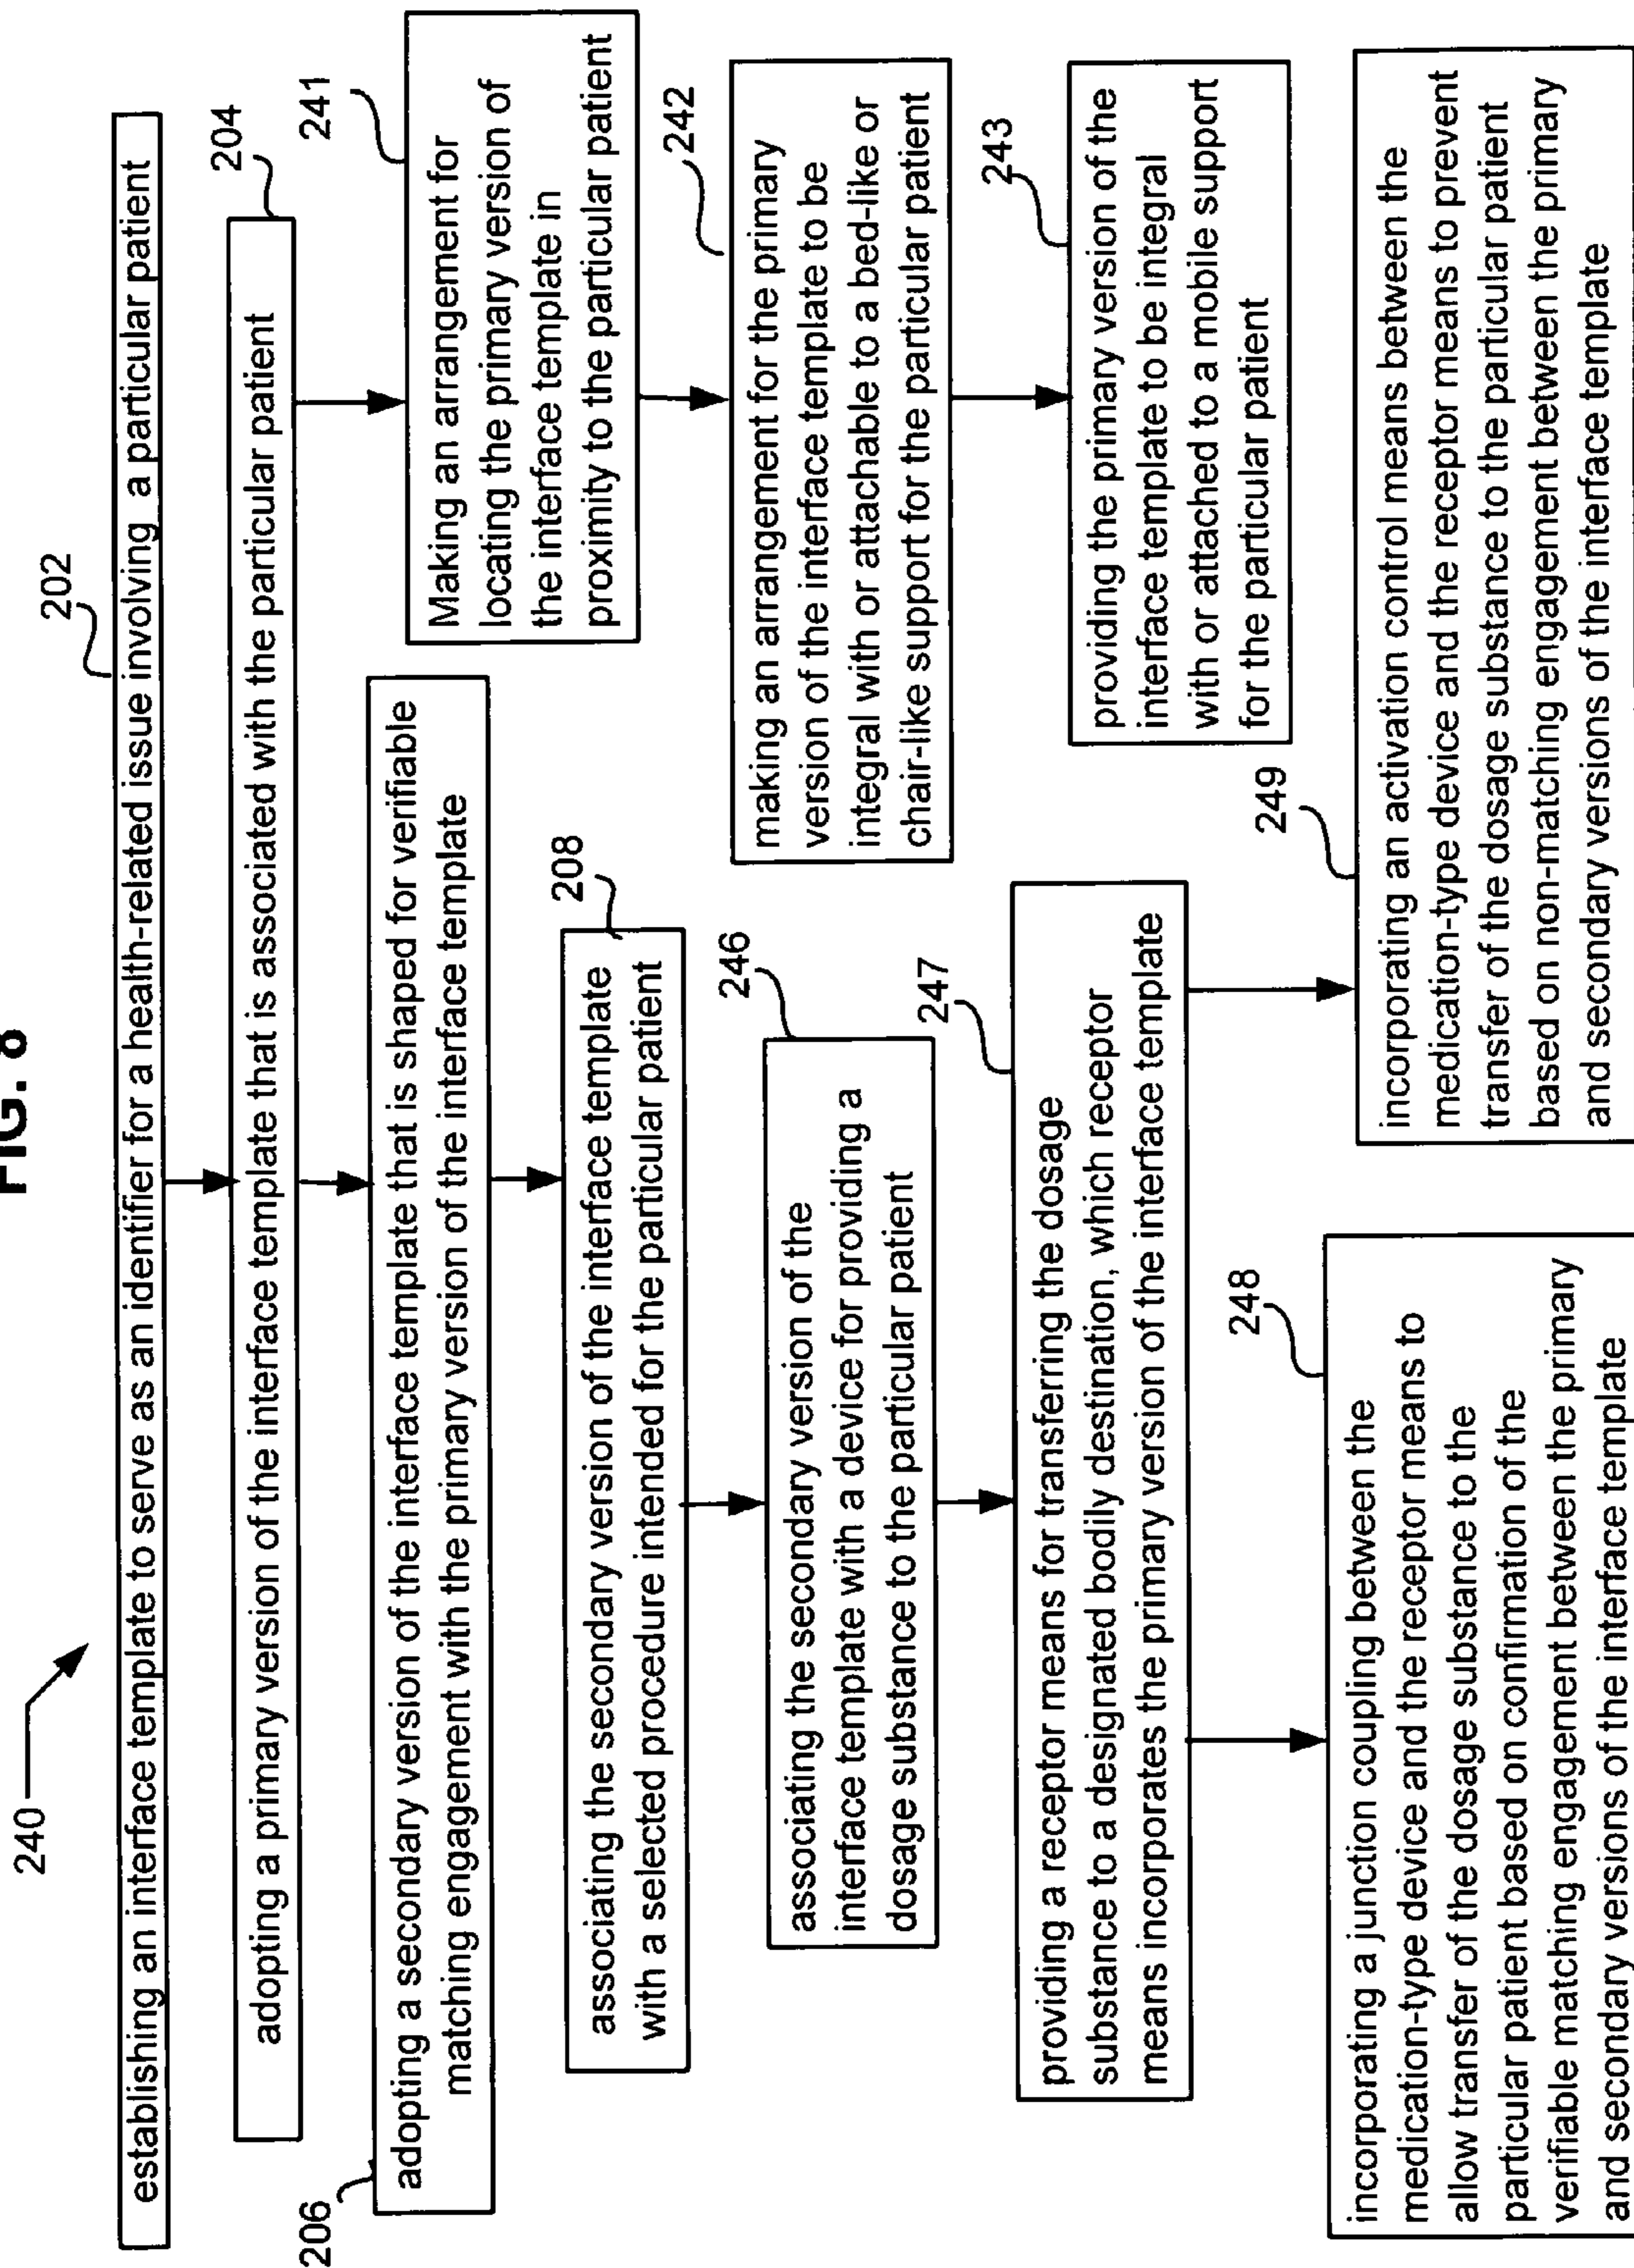 FIG. 8
240
202
establishing an interface template to serve as an identifier for a health-related issue involving a particular patient
204
adopting a primary version of the interface template that is associated with the particular patient
206
adopting a secondary version of the interface template that is shaped for verifiable
matching engagement with the primary version of the interface template
241
Making an arrangement for
locating the primary version of
the interface template in
proximity to the particular patient
208
associating the secondary version of the interface template
with a selected procedure intended for the particular patient
242
making an arrangement for the primary
version of the interface template to be
integral with or attachable to a bed-like or
chair-like support for the particular patient
246
associating the secondary version of the
interface template with a device for providing a
dosage substance to the particular patient
243
providing the primary version of the
interface template to be integral
with or attached to a mobile support
for the particular patient
247
providing a receptor means for transferring the dosage
substance to a designated bodily destination, which receptor
means incorporates the primary version of the interface template
248
incorporating a junction coupling between the
medication-type device and the receptor means to
allow transfer of the dosage substance to the
particular patient based on confirmation of the
verifiable matching engagement between the primary
and secondary versions of the interface template
249
incorporating an activation control means between the
medication-type device and the receptor means to prevent
transfer of the dosage substance to the particular patient
based on non-matching engagement between the primary
and secondary versions of the interface template